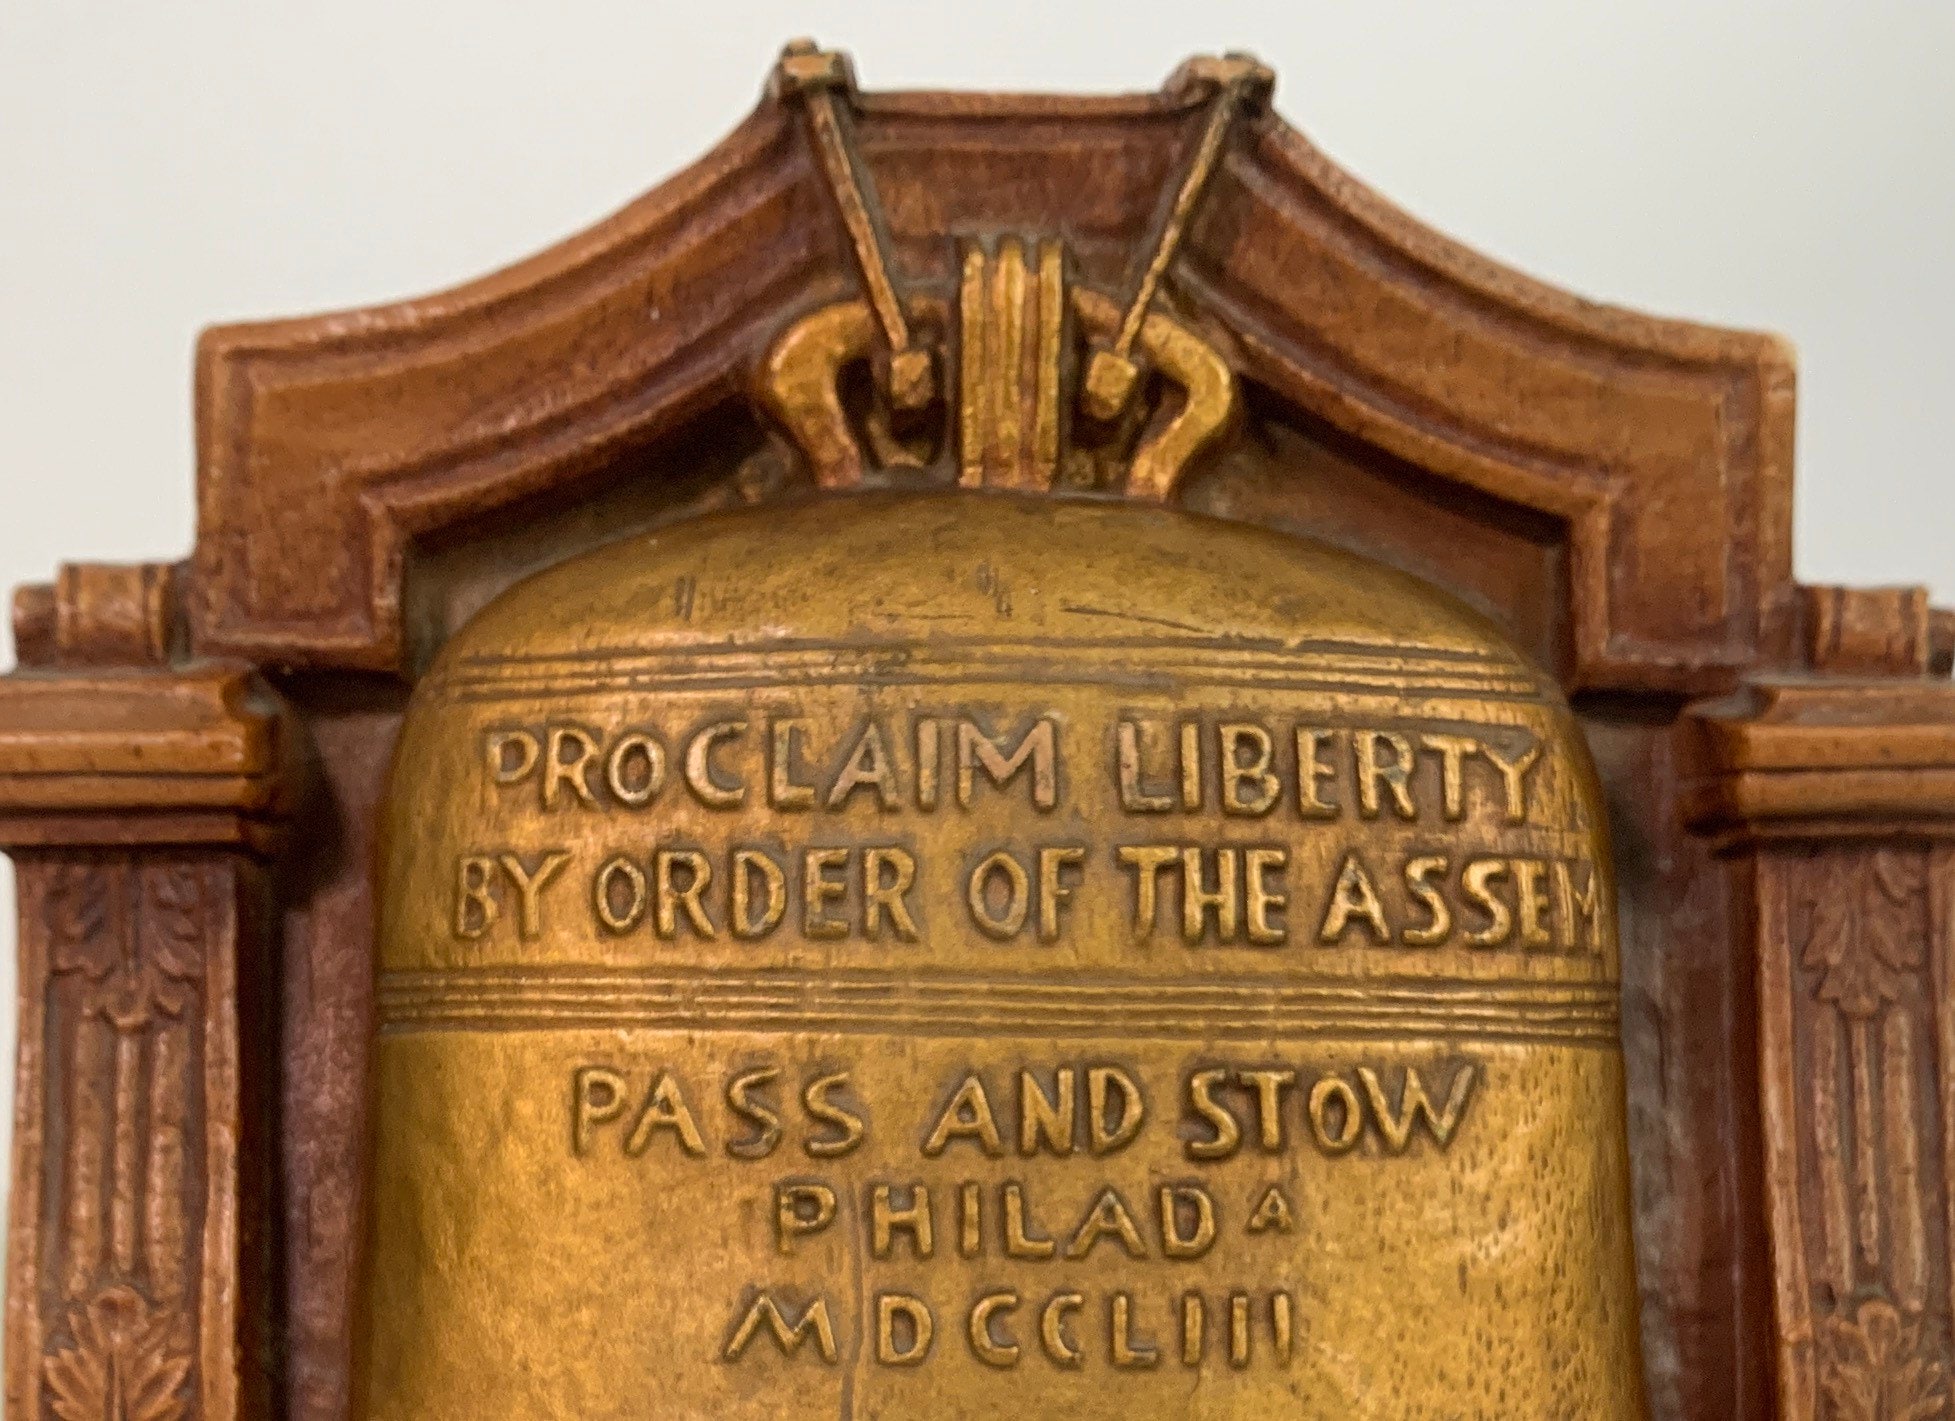 PROCLAIM LIBERTY
BY ORDER OF THE ASSEM
PASS AND STOW
PHILADA
MDCCLIII